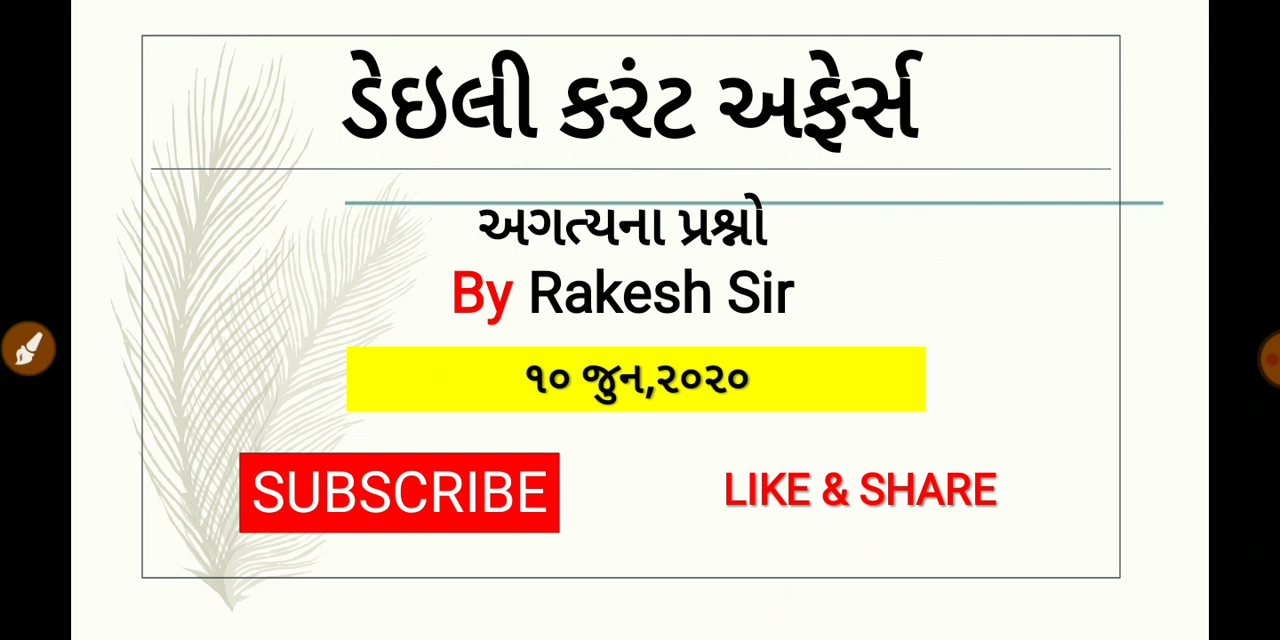 ડેઇલી કરંટ અફેર્સ
અગત્યના પ્રશ્નો
By Rakesh Sir
૧૦ જુન,૨૦૨૦
SUBSCRIBE
LIKE & SHARE